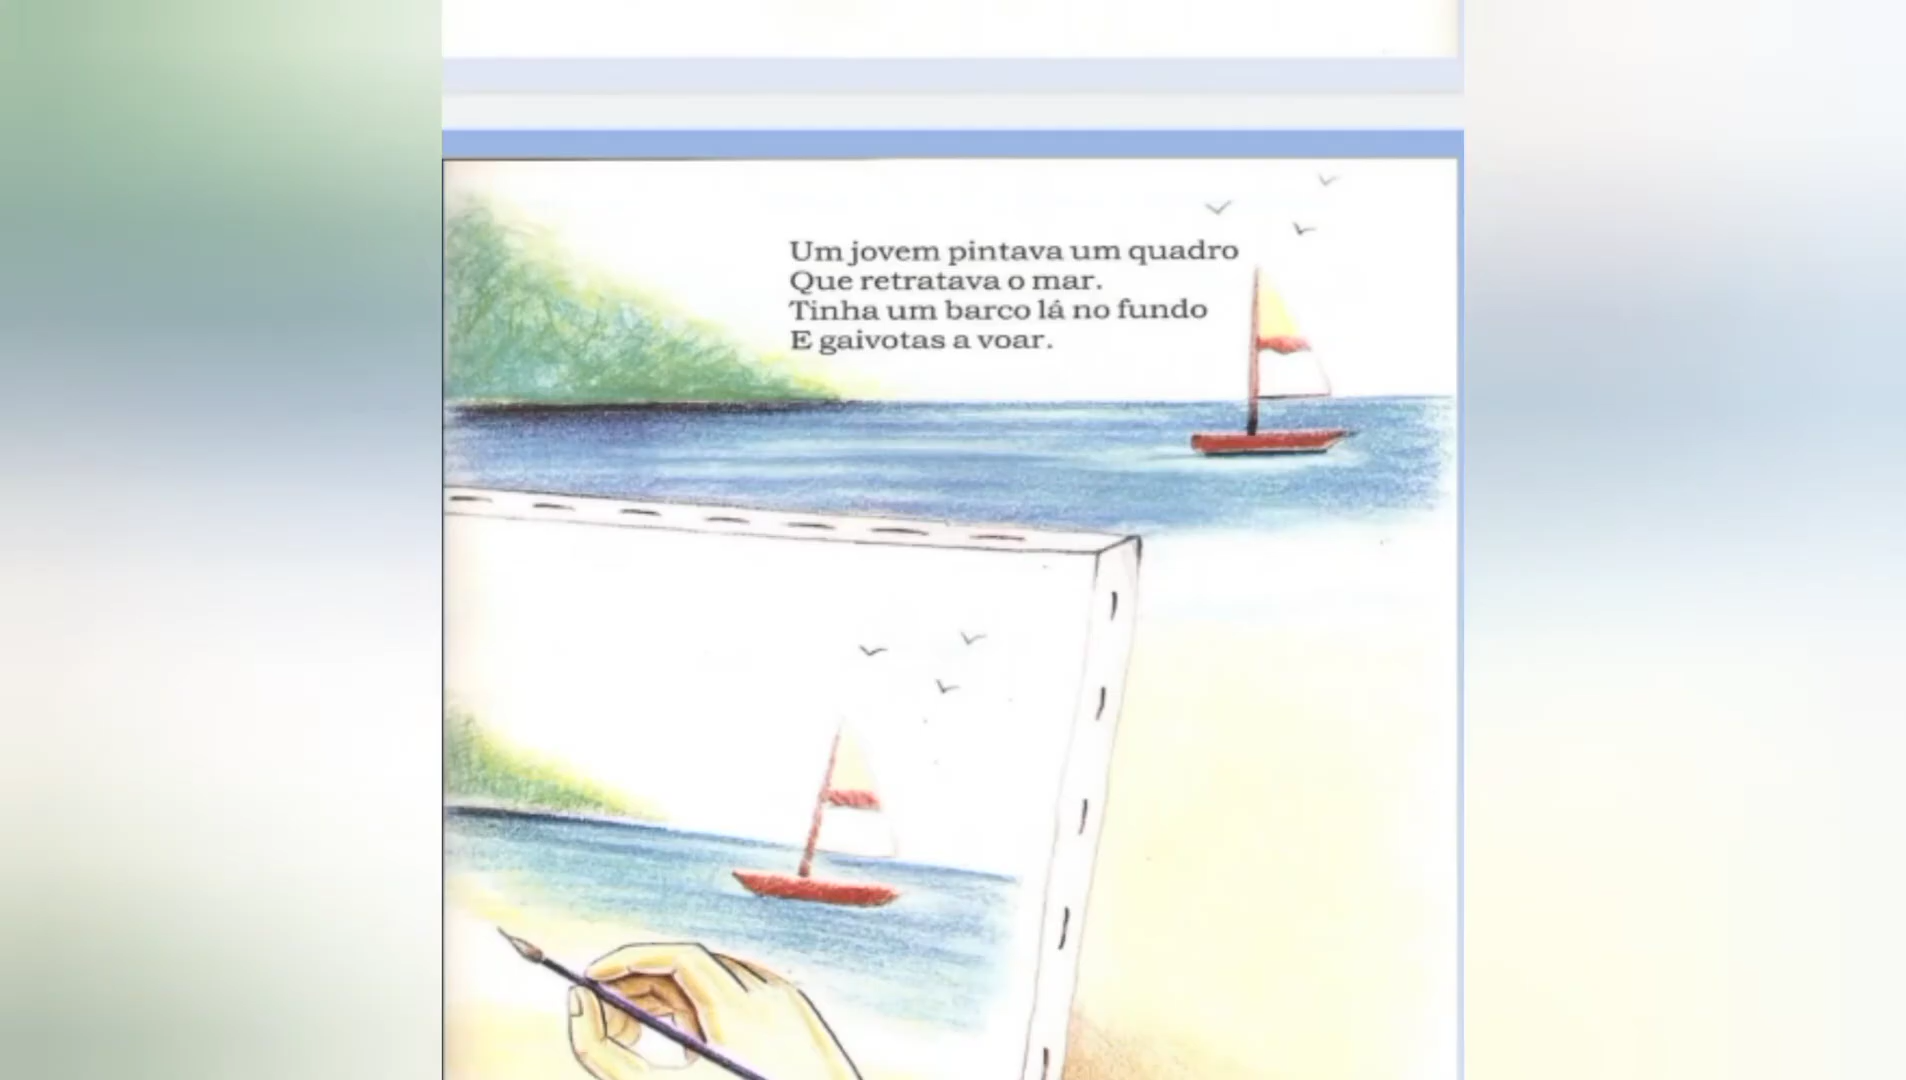 Um jovem pintava um quadro
Que retratava o mar.
Tinha um barco lá no fundo
E gaivotas a voar.